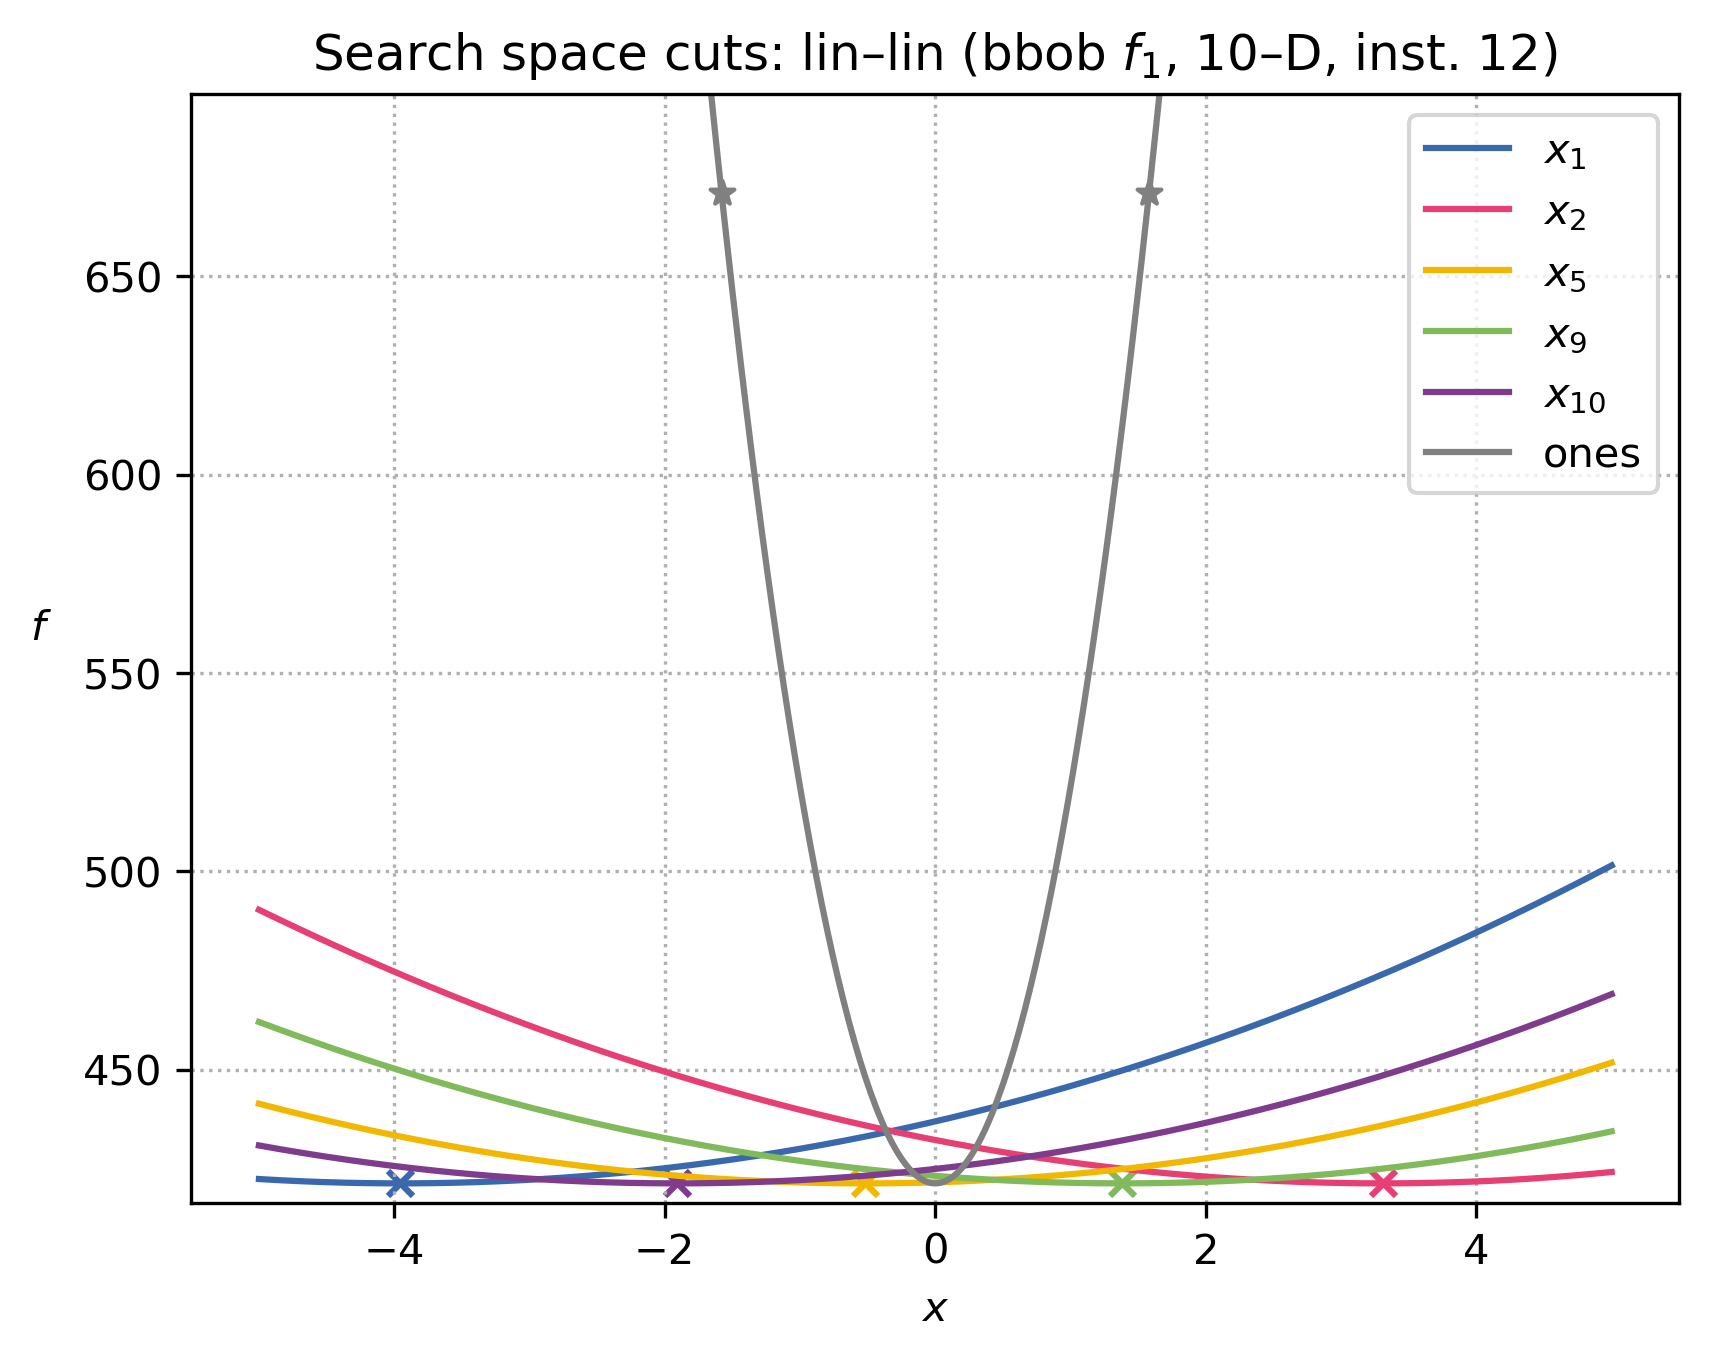 Search space cuts: lin–lin (bbob f₁, 10–D, inst. 12)
x₁
x₂
x₅
x₉
x₁₀
ones
650
600
550
500
450
f
−4 −2 0 2 4
x